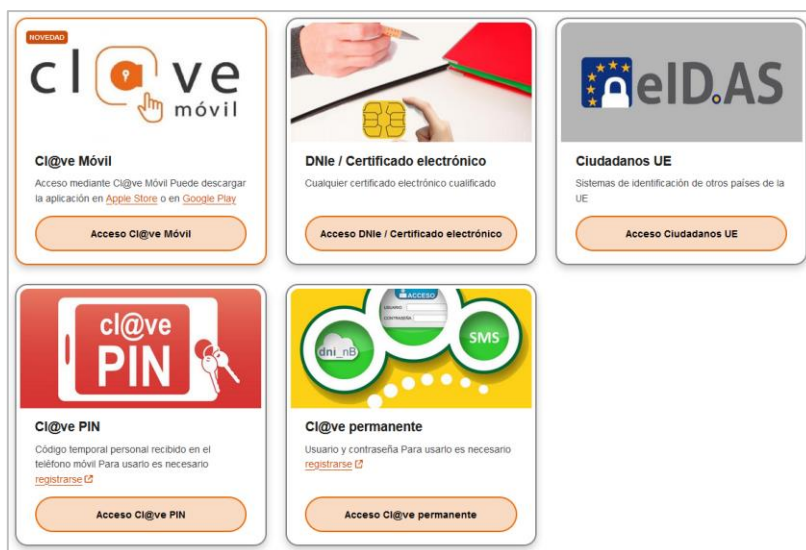 NOVEDAD
cl@ve
móvil
Cl@ve Móvil
Acceso mediante Cl@ve Móvil Puede descargar
la aplicación en Apple Store o en Google Play
Acceso Cl@ve Móvil
DNIe / Certificado electrónico
Cualquier certificado electrónico cualificado
Acceso DNIe / Certificado electrónico
eID.AS
Ciudadanos UE
Sistemas de identificación de otros países de la
UE
Acceso Ciudadanos UE
cl@ve
PIN
Cl@ve PIN
Código temporal personal recibido en el
teléfono móvil Para usarlo es necesario
registrarse
Acceso Cl@ve PIN
ACCESO
USUARIO
CONTRASEÑA
dni_nB
SMS
Cl@ve permanente
Usuario y contraseña Para usarlo es necesario
registrarse
Acceso Cl@ve permanente